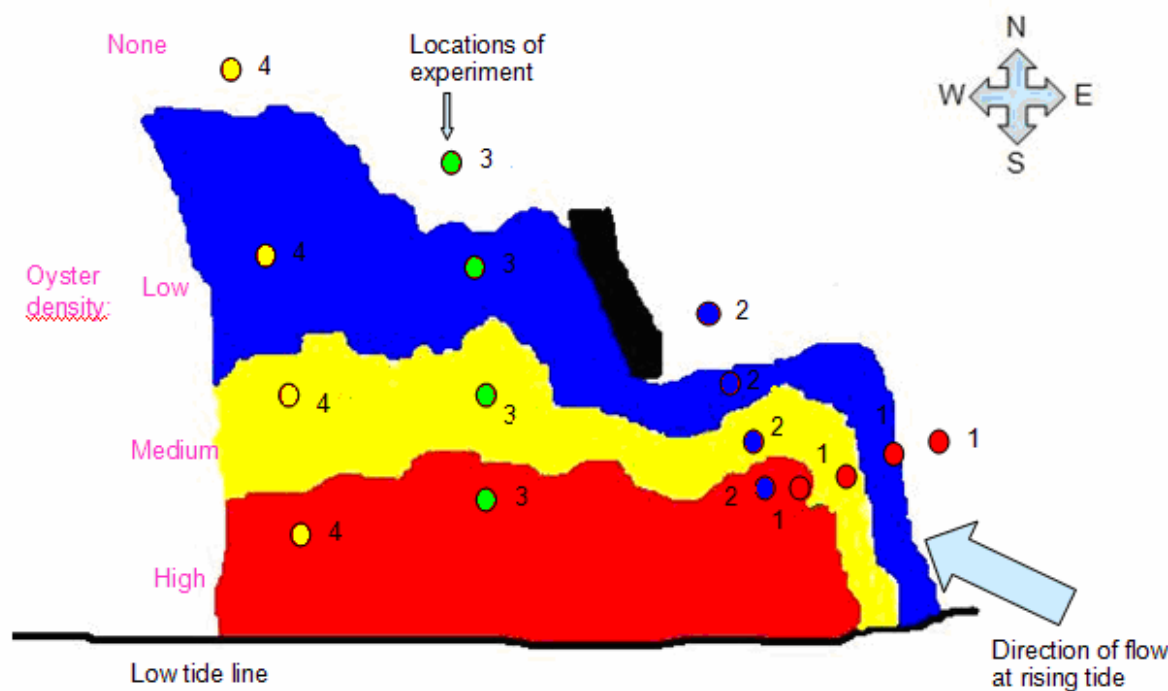 None
4
Locations of
experiment
N
W
E
S
3
4
3
Oyster
density:
Low
2
2
4
3
2
1
1
1
Medium
3
2
1
4
High
Low tide line
Direction of flow
at rising tide